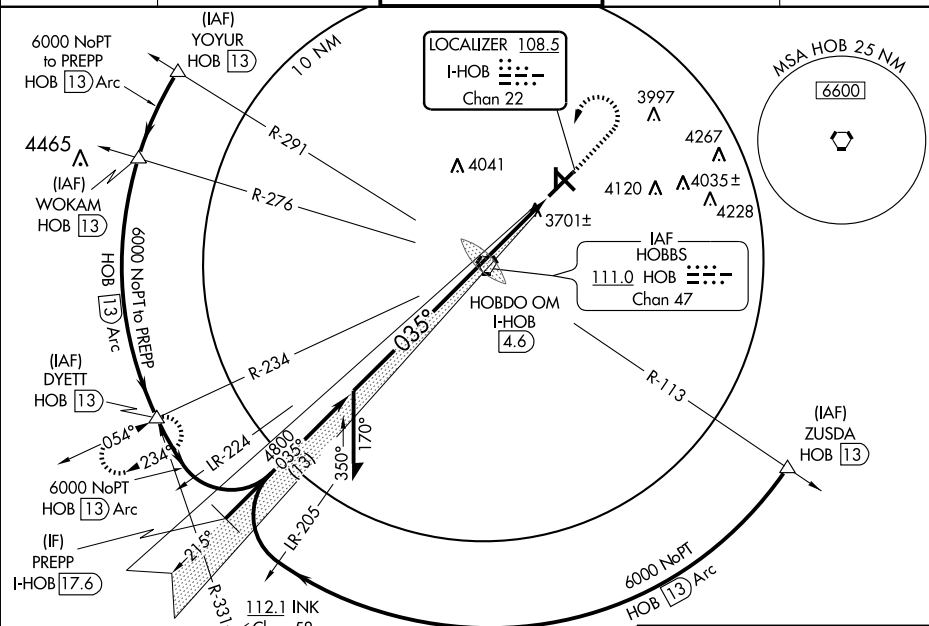 (IAF)
YOYUR
HOB 13
6000 NoPT
to PREPP
HOB 13 Arc
10 NM
LOCALIZER 108.5
I-HOB
Chan 22
MSA HOB 25 NM
6600
3997
4267
4465
4041
4120
4035±
4228
R-291
R-276
(IAF)
WOKAM
HOB 13
3701±
IAF
HOBBS
111.0 HOB
Chan 47
HOBDO OM
I-HOB
4.6
6000 NoPT to PREPP
HOB 13 Arc
035°
R-234
R-113
(IAF)
DYETT
HOB 13
(IAF)
ZUSDA
HOB 13
054°
234°
LR-224
4800
035°
(13)
350°
170°
6000 NoPT
HOB 13 Arc
LR-205
(IF)
PREPP
I-HOB 17.6
215°
R-331
6000 NoPT
HOB 13 Arc
112.1 INK